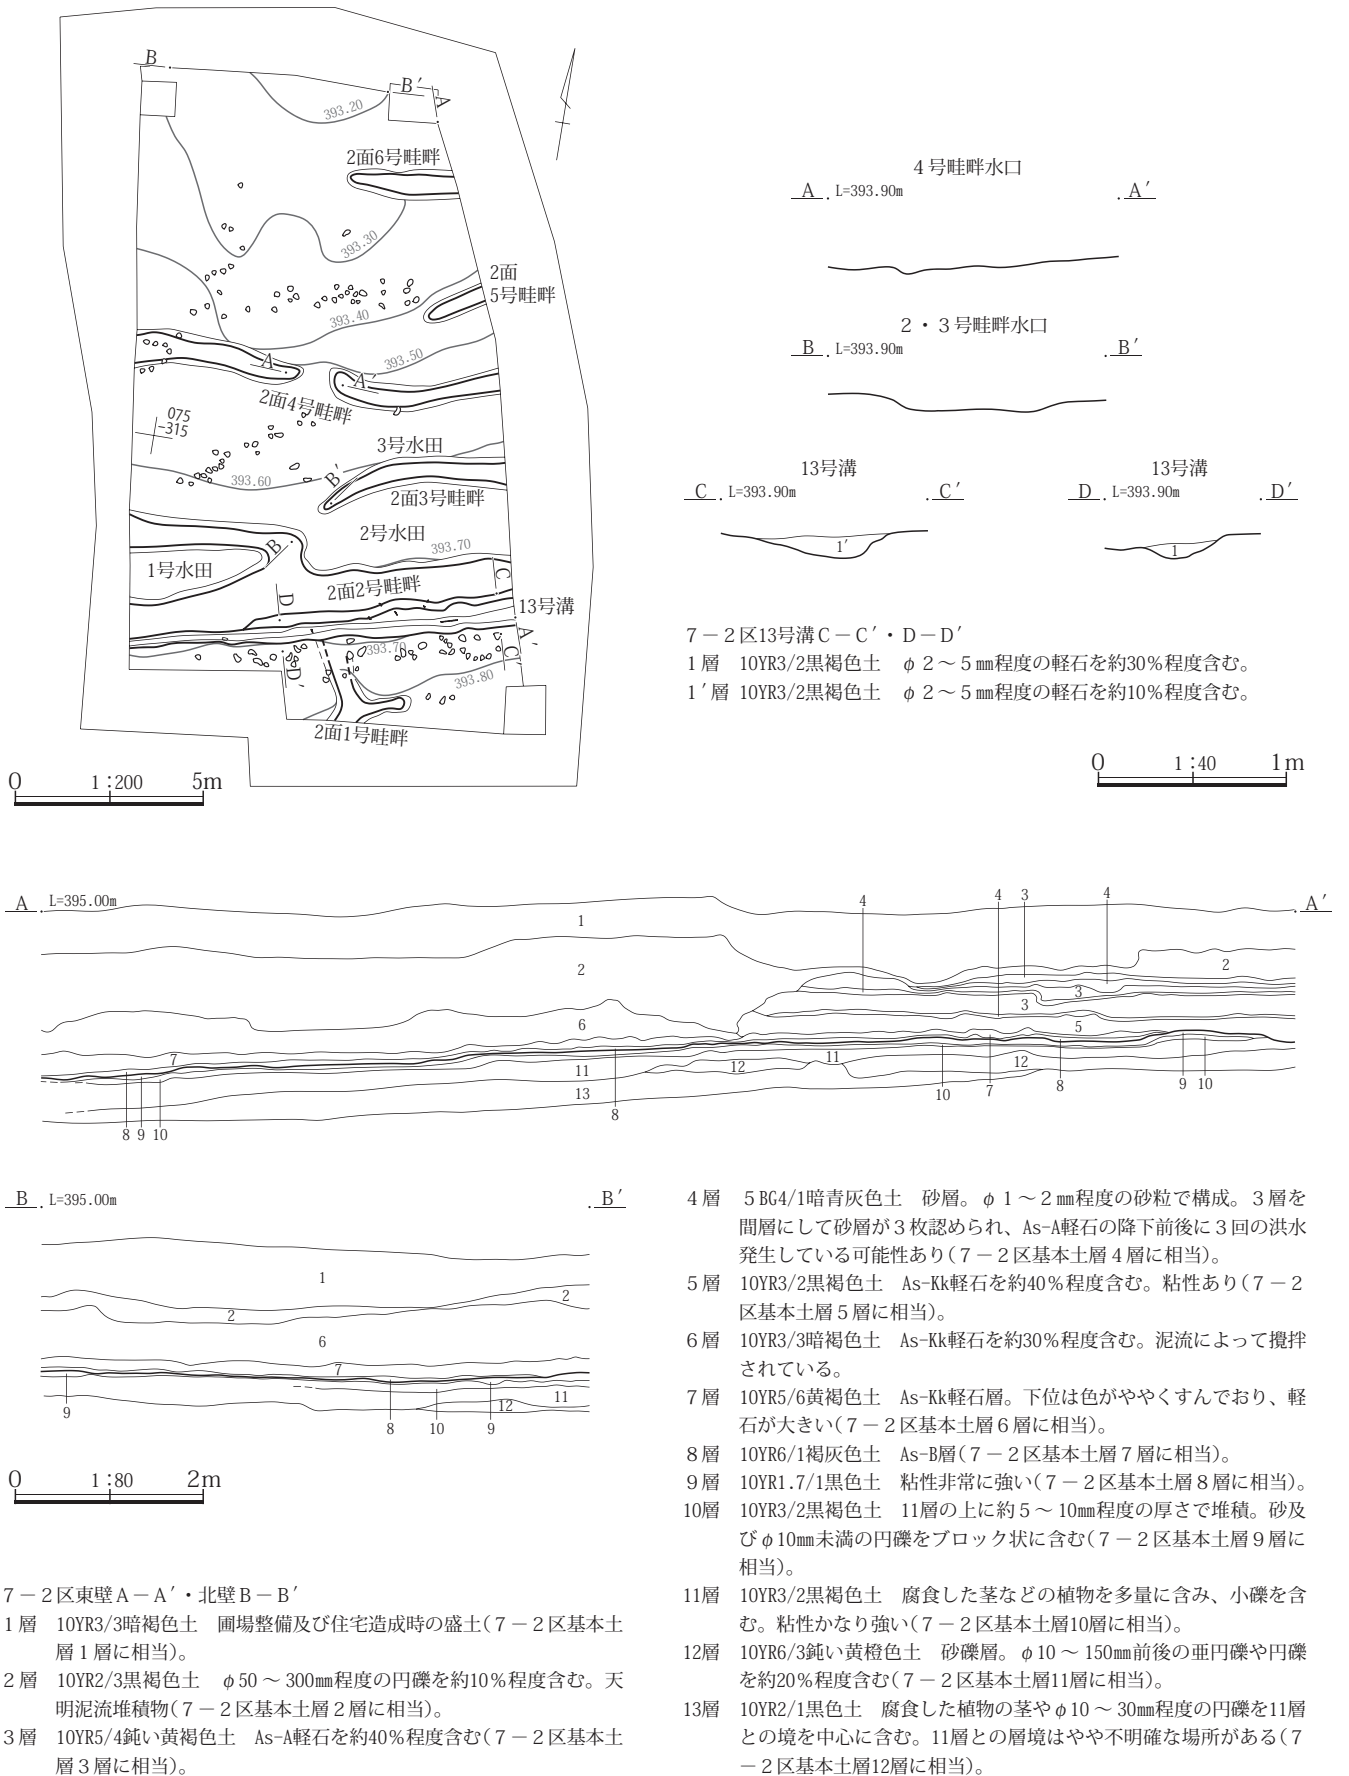 B
B′
A
393.20
2面6号畦畔
393.30
2面
5号畦畔
393.40
393.50
A
A′
2面4号畦畔
075
-315
3号水田
393.60
B′
2面3号畦畔
2号水田
B
393.70
1号水田
C
2面2号畦畔
D
13号溝
A′
393.70
C′
D′
393.80
2面1号畦畔
0 1:200 5m
4号畦畔水口
A L=393.90m A′
2・3号畦畔水口
B L=393.90m B′
13号溝
C L=393.90m C′
1′
13号溝
D L=393.90m D′
1
7－2区13号溝C－C′・D－D′
1層 10YR3/2黒褐色土 φ2～5㎜程度の軽石を約30％程度含む。
1′層 10YR3/2黒褐色土 φ2～5㎜程度の軽石を約10％程度含む。
0 1:40 1m
A L=395.00m A′
4 4 3 4
1
2 2
3
3
6 5
7
11 12 11 12
13
8 9 10
8
10 7 8 9 10
B L=395.00m B′
1
2 2
6
7
11
12
9 8 10 9
0 1:80 2m
7－2区東壁A－A′・北壁B－B′
1層 10YR3/3暗褐色土 圃場整備及び住宅造成時の盛土(7－2区基本土
層1層に相当)。
2層 10YR2/3黒褐色土 φ50～300㎜程度の円礫を約10％程度含む。天
明泥流堆積物(7－2区基本土層2層に相当)。
3層 10YR5/4鈍い黄褐色土 As-A軽石を約40％程度含む(7－2区基本土
層3層に相当)。
4層 5BG4/1暗青灰色土 砂層。φ1～2㎜程度の砂粒で構成。3層を
間層にして砂層が3枚認められ、As-A軽石の降下前後に3回の洪水
発生している可能性あり(7－2区基本土層4層に相当)。
5層 10YR3/2黒褐色土 As-Kk軽石を約40％程度含む。粘性あり(7－2
区基本土層5層に相当)。
6層 10YR3/3暗褐色土 As-Kk軽石を約30％程度含む。泥流によって攪拌
されている。
7層 10YR5/6黄褐色土 As-Kk軽石層。下位は色がややくすんでおり、軽
石が大きい(7－2区基本土層6層に相当)。
8層 10YR6/1褐灰色土 As-B層(7－2区基本土層7層に相当)。
9層 10YR1.7/1黒色土 粘性非常に強い(7－2区基本土層8層に相当)。
10層 10YR3/2黒褐色土 11層の上に約5～10㎜程度の厚さで堆積。砂及
びφ10㎜未満の円礫をブロック状に含む(7－2区基本土層9層に
相当)。
11層 10YR3/2黒褐色土 腐食した茎などの植物を多量に含み、小礫を含
む。粘性かなり強い(7－2区基本土層10層に相当)。
12層 10YR6/3鈍い黄橙色土 砂礫層。φ10～150㎜前後の亜円礫や円礫
を約20％程度含む(7－2区基本土層11層に相当)。
13層 10YR2/1黒色土 腐食した植物の茎やφ10～30㎜程度の円礫を11層
との境を中心に含む。11層との層境はやや不明確な場所がある(7
－2区基本土層12層に相当)。